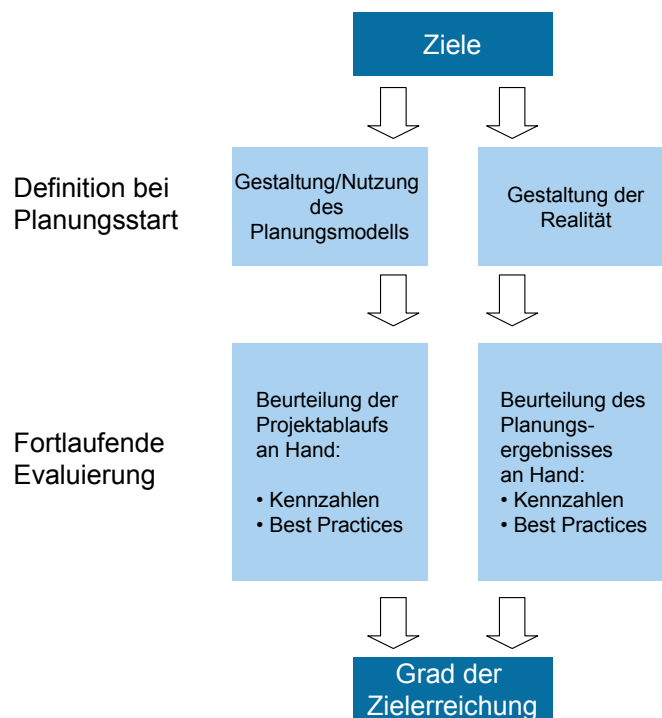 Ziele
Definition bei
Planungsstart
Gestaltung/Nutzung
des
Planungsmodells
Gestaltung der
Realität
Fortlaufende
Evaluierung
Beurteilung der
Projektablaufs
an Hand:
• Kennzahlen
• Best Practices
Beurteilung des
Planungs-
ergebnisses
an Hand:
• Kennzahlen
• Best Practices
Grad der
Zielerreichung